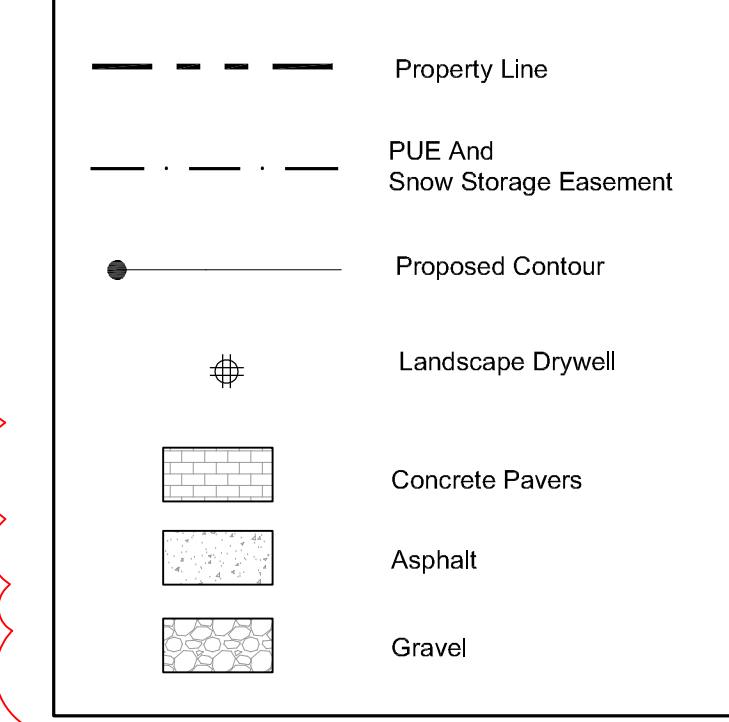 Property Line
PUE And
Snow Storage Easement
Proposed Contour
Landscape Drywell
Concrete Pavers
Asphalt
Gravel